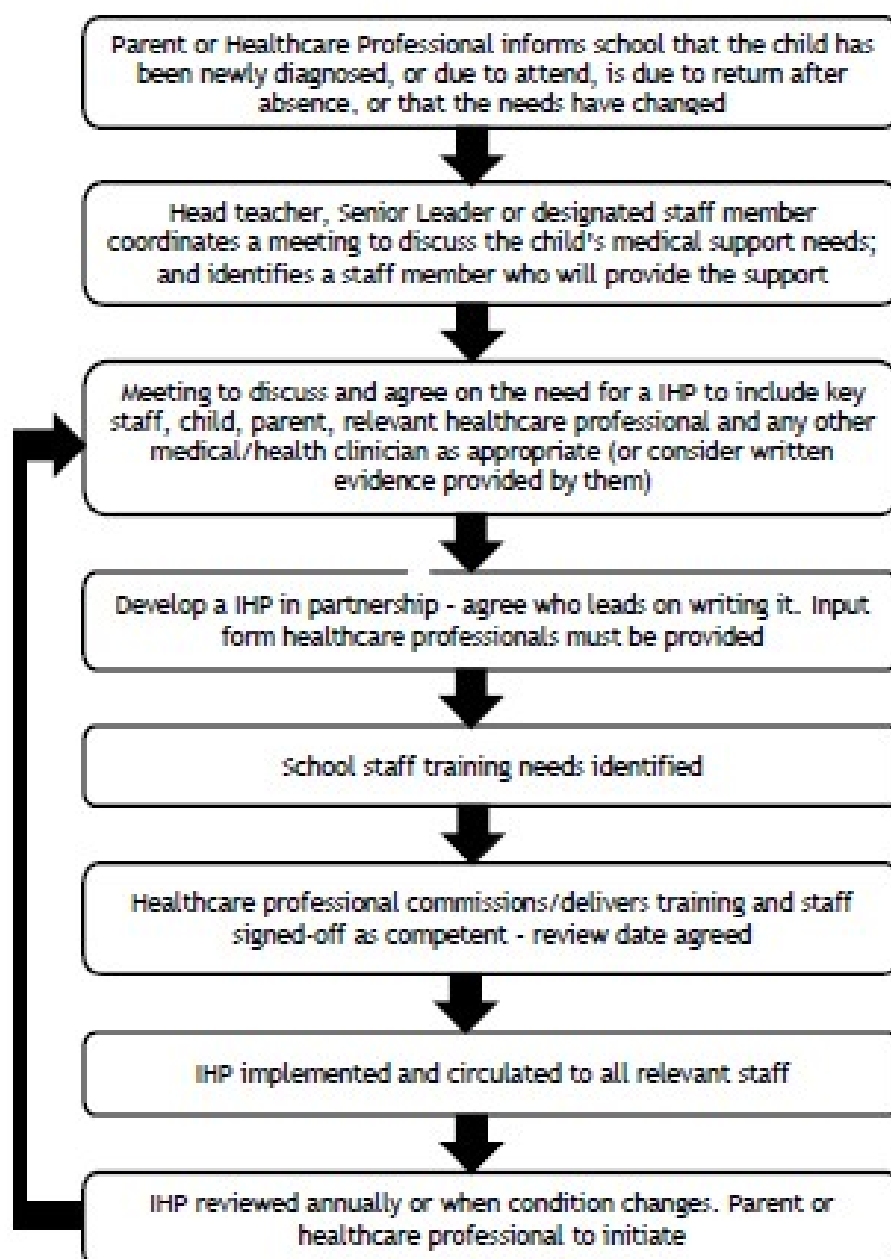 Parent or Healthcare Professional informs school that the child has
been newly diagnosed, or due to attend, is due to return after
absence, or that the needs have changed
Head teacher, Senior Leader or designated staff member
coordinates a meeting to discuss the child's medical support needs;
and identifies a staff member who will provide the support
Meeting to discuss and agree on the need for a IHP to include key
staff, child, parent, relevant healthcare professional and any other
medical/health clinician as appropriate (or consider written
evidence provided by them)
Develop a IHP in partnership - agree who leads on writing it. Input
form healthcare professionals must be provided
School staff training needs identified
Healthcare professional commissions/delivers training and staff
signed-off as competent - review date agreed
IHP implemented and circulated to all relevant staff
IHP reviewed annually or when condition changes. Parent or
healthcare professional to initiate